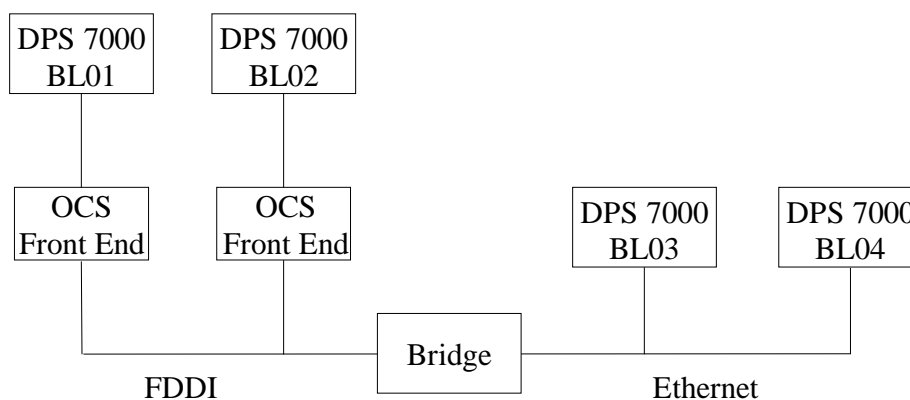 DPS 7000
BL01
DPS 7000
BL02
OCS
Front End
OCS
Front End
DPS 7000
BL03
DPS 7000
BL04
Bridge
FDDI
Ethernet